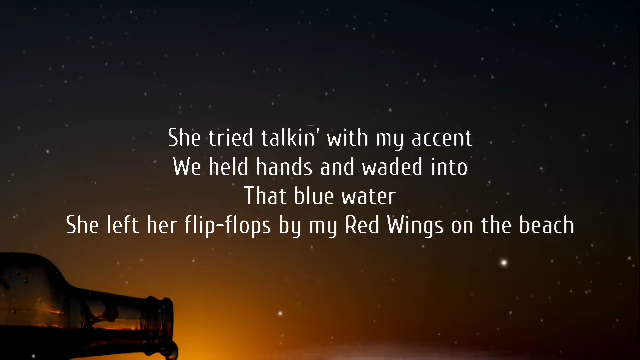 She tried talkin' with my accent
We held hands and waded into
That blue water
She left her flip-flops by my Red Wings on the beach